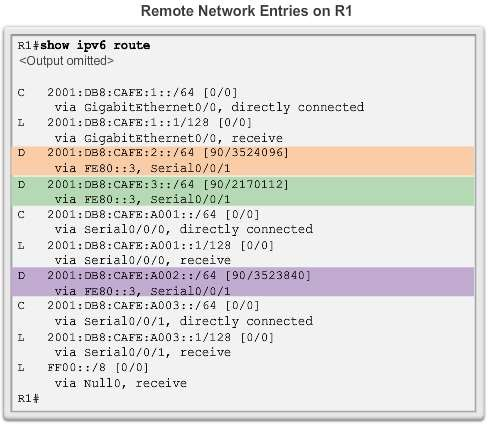 Remote Network Entries on R1
R1#show ipv6 route
<Output omitted>
C 2001:DB8:CAFE:1::/64 [0/0]
via GigabitEthernet0/0, directly connected
L 2001:DB8:CAFE:1::1/128 [0/0]
via GigabitEthernet0/0, receive
D 2001:DB8:CAFE:2::/64 [90/3524096]
via FE80::3, Serial0/0/1
D 2001:DB8:CAFE:3::/64 [90/2170112]
via FE80::3, Serial0/0/1
C 2001:DB8:CAFE:A001::/64 [0/0]
via Serial0/0/0, directly connected
L 2001:DB8:CAFE:A001::1/128 [0/0]
via Serial0/0/0, receive
D 2001:DB8:CAFE:A002::/64 [90/3523840]
via FE80::3, Serial0/0/1
C 2001:DB8:CAFE:A003::/64 [0/0]
via Serial0/0/1, directly connected
L 2001:DB8:CAFE:A003::1/128 [0/0]
via Serial0/0/1, receive
L FF00::/8 [0/0]
via Null0, receive
R1#